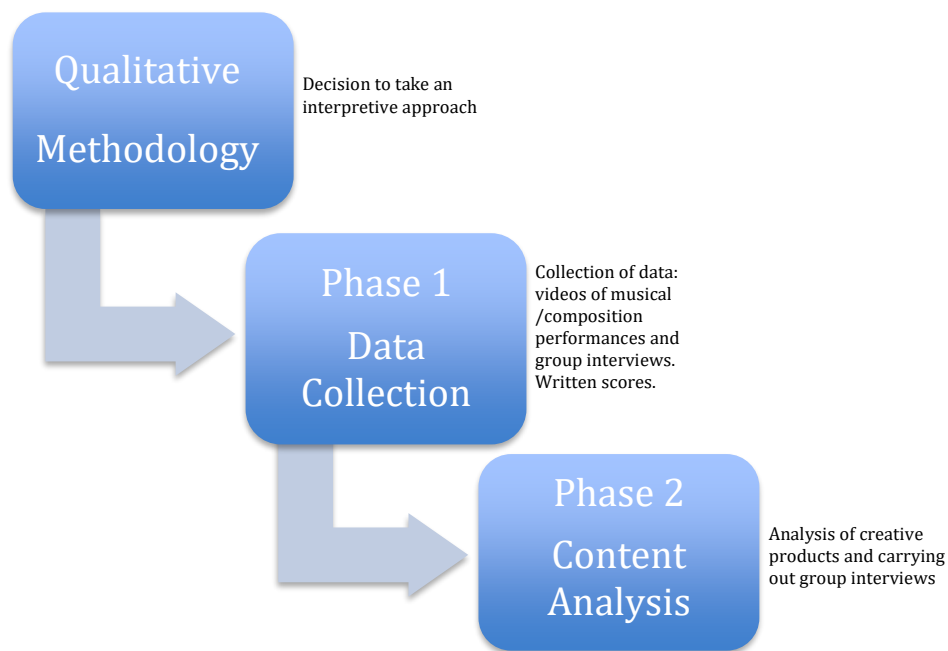 Qualitative
Methodology
Decision to take an
interpretive approach
Phase 1
Data
Collection
Collection of data:
videos of musical
/composition
performances and
group interviews.
Written scores.
Phase 2
Content
Analysis
Analysis of creative
products and carrying
out group interviews